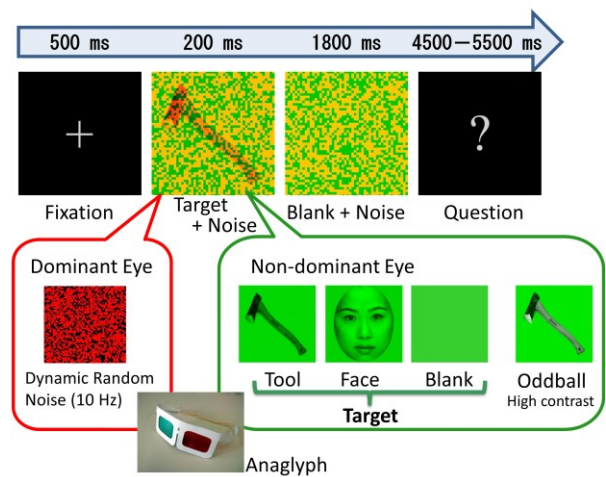 500 ms 200 ms 1800 ms 4500－5500 ms
+ ?
Fixation
Target
+ Noise
Blank + Noise
Question
Dominant Eye
Dynamic Random
Noise (10 Hz)
Non-dominant Eye
Tool Face Blank
Target
Oddball
High contrast
Anaglyph